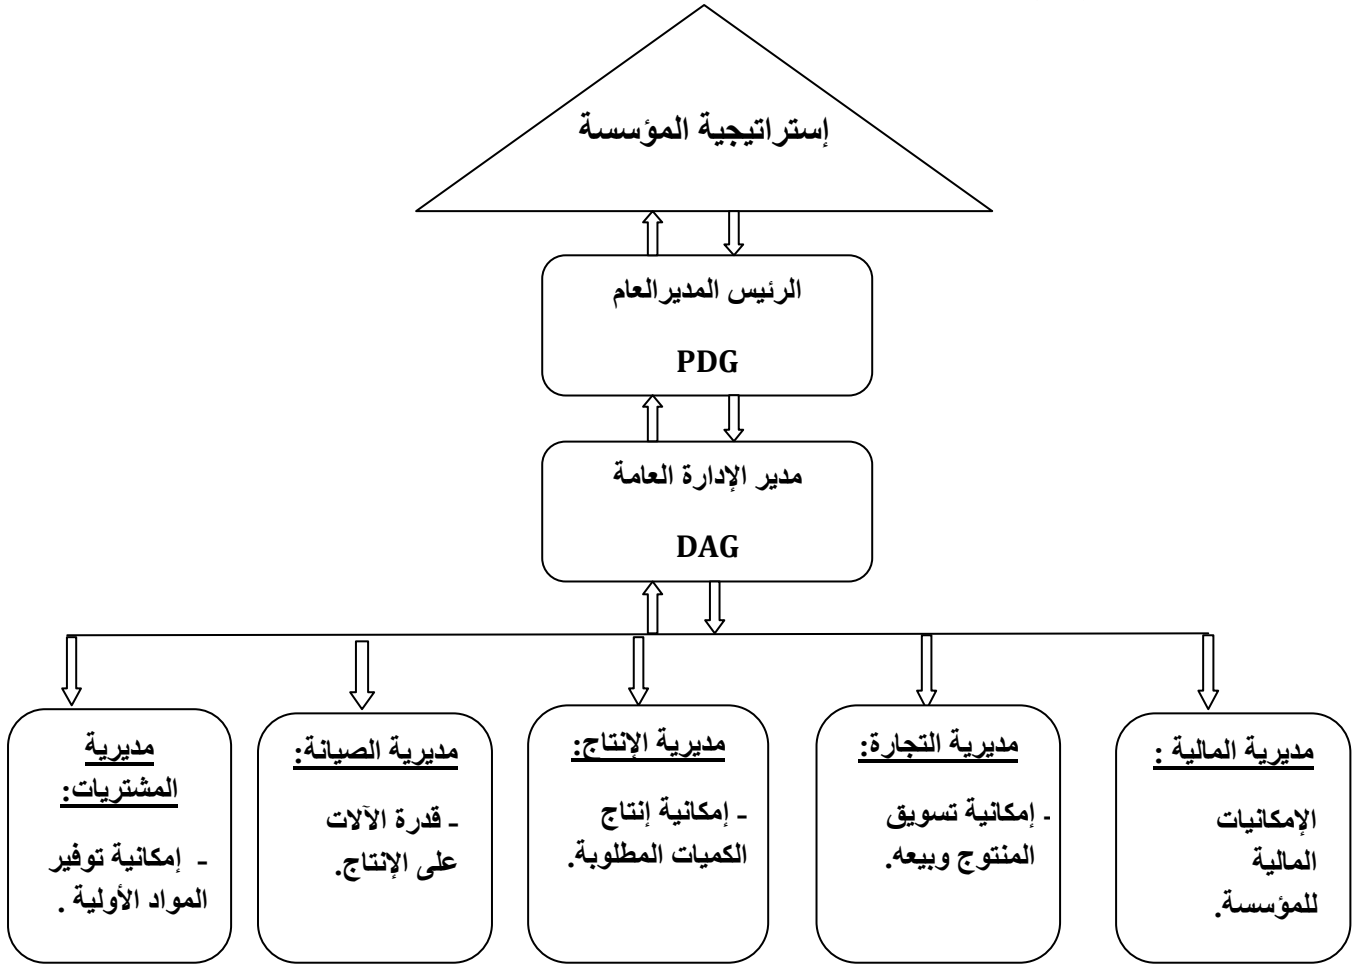 إستراتيجية المؤسسة
الرئيس المديرالعام
PDG
مدير الإدارة العامة
DAG
مديرية المالية :
الإمكانيات
المالية
للمؤسسة.
مديرية التجارة:
- إمكانية تسويق
المنتوج وبيعه.
مديرية الإنتاج:
- إمكانية إنتاج
الكميات المطلوبة.
مديرية الصيانة:
- قدرة الآلات
على الإنتاج.
مديرية
المشتريات:
- إمكانية توفير
المواد الأولية .